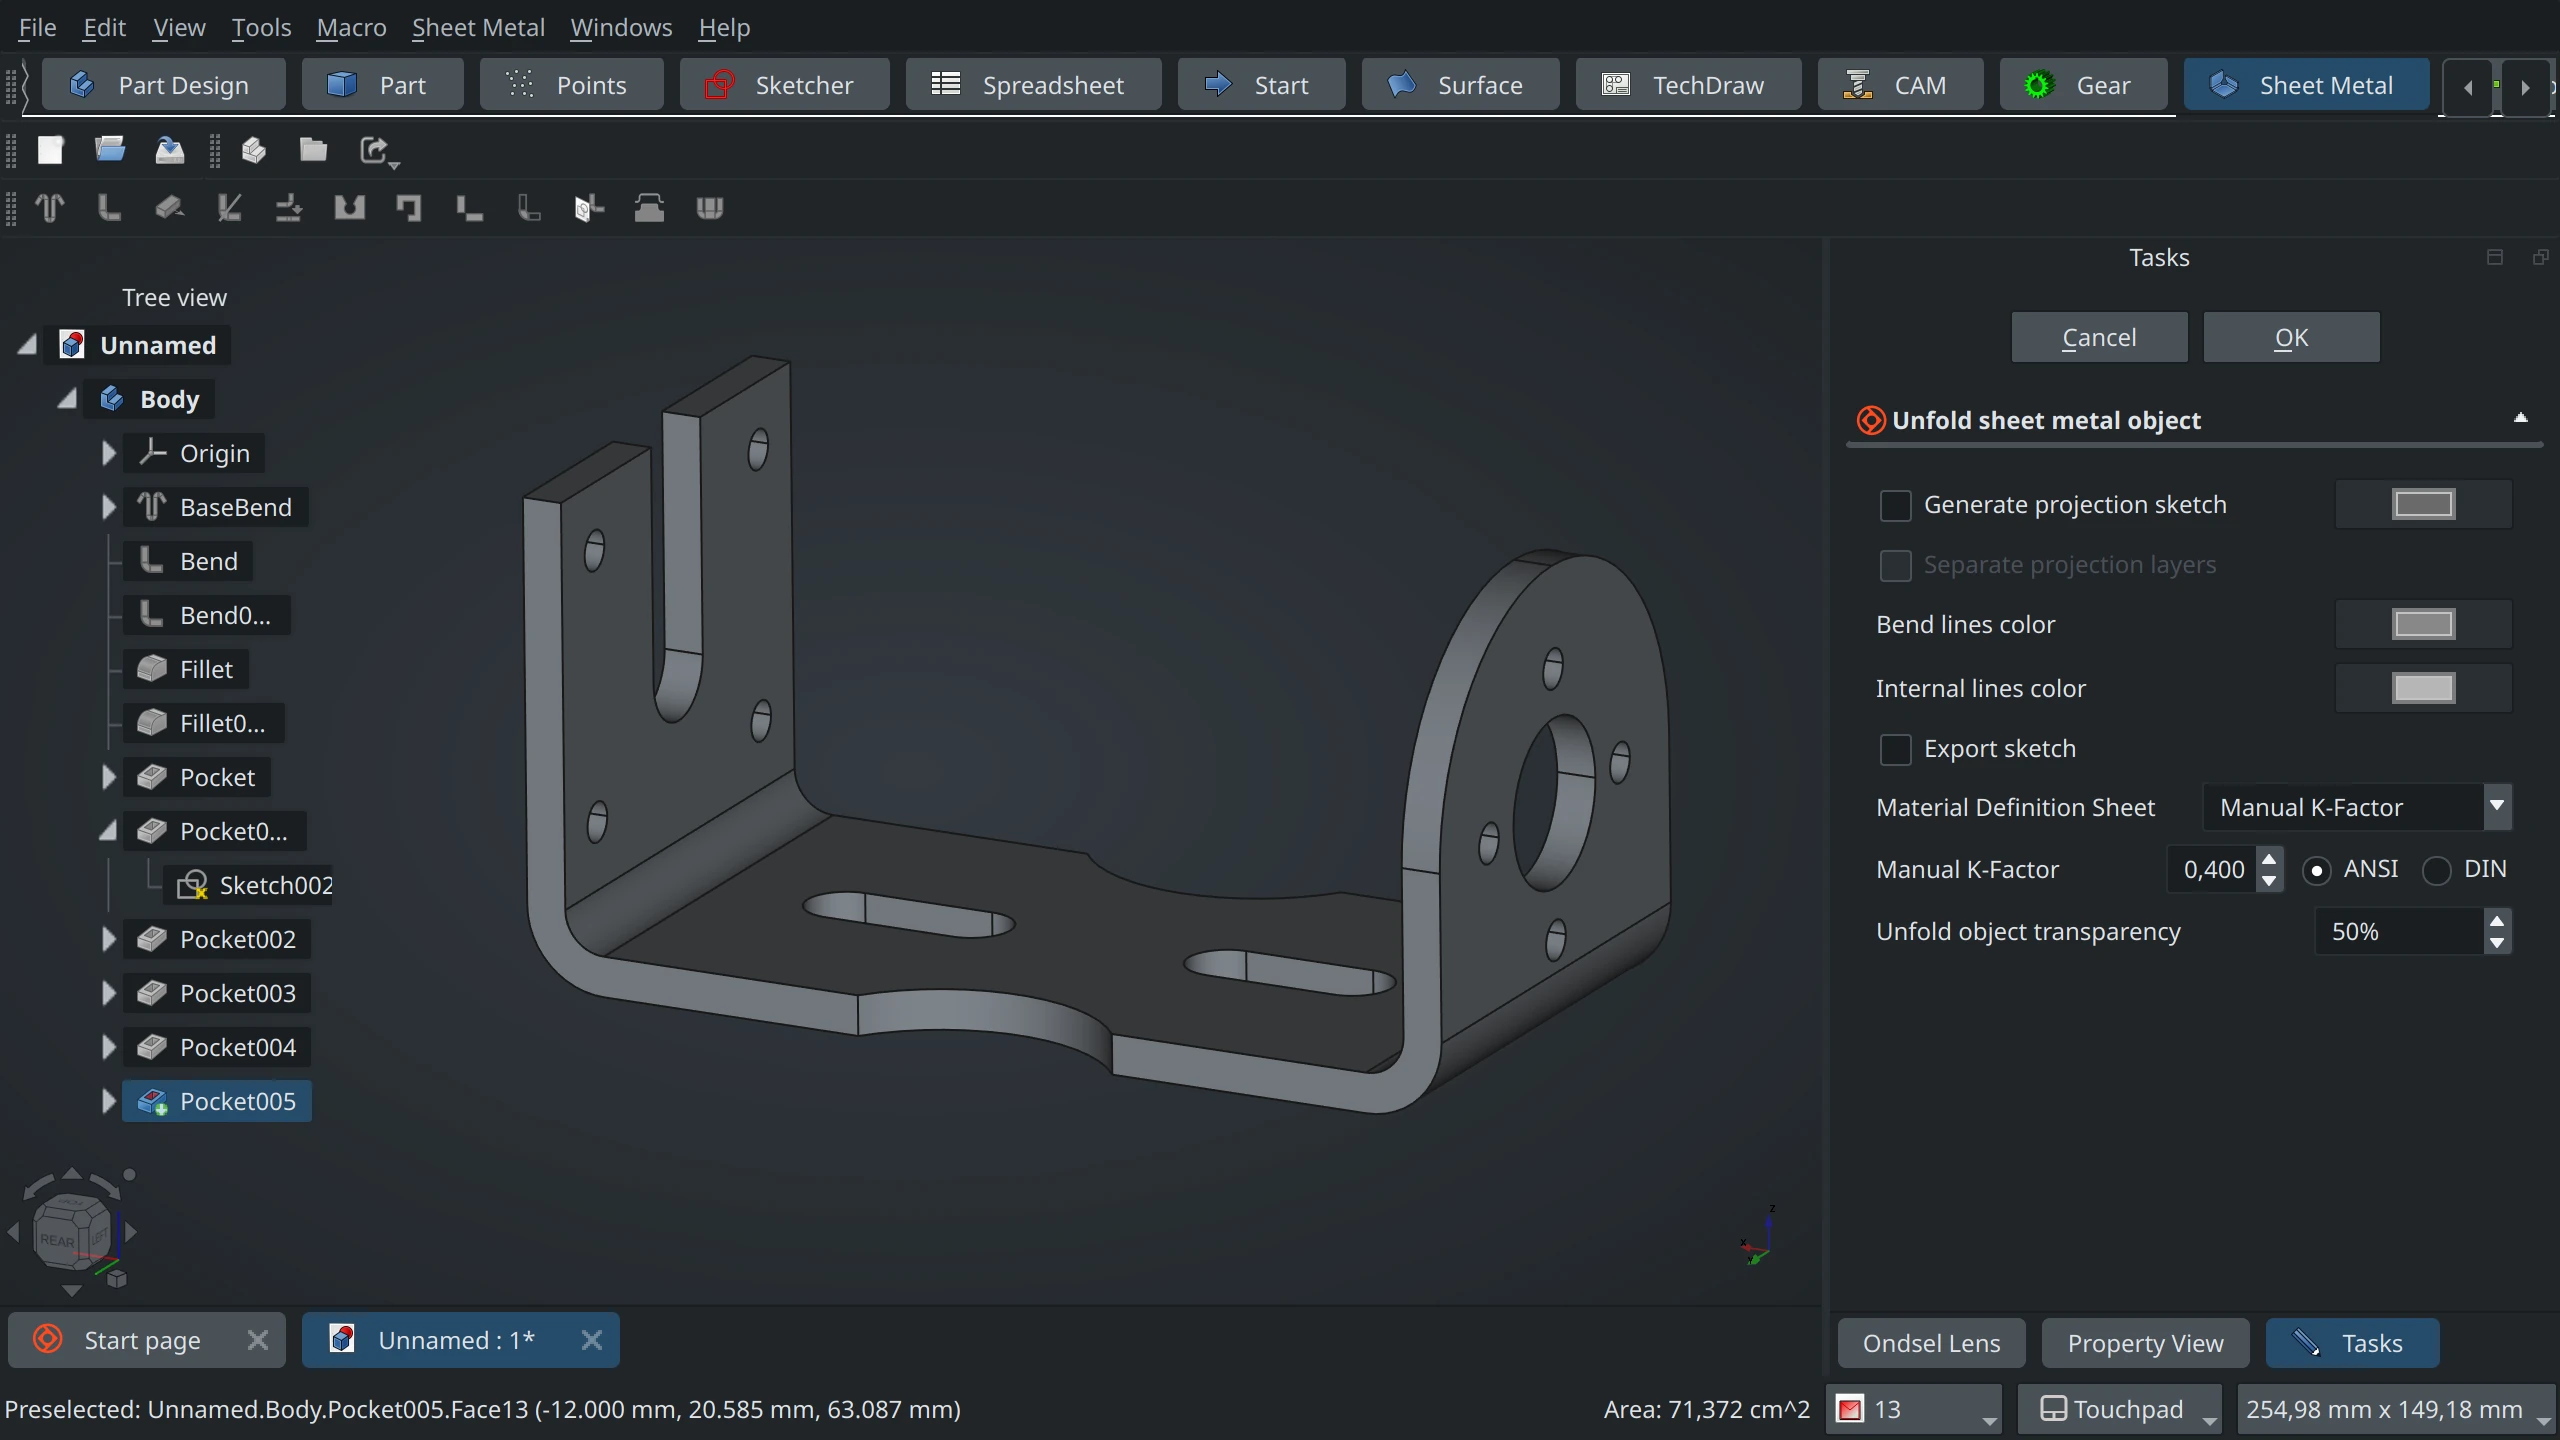 File Edit View Tools Macro Sheet Metal Windows Help
Part Design Part Points Sketcher Spreadsheet Start Surface TechDraw CAM Gear Sheet Metal
Tree view
Unnamed
Body
Origin
BaseBend
Bend
Bend0...
Fillet
Fillet0...
Pocket
Pocket0...
Sketch002
Pocket002
Pocket003
Pocket004
Pocket005
REAR LEFT
z
x
Y
Tasks
Cancel OK
Unfold sheet metal object
Generate projection sketch
Separate projection layers
Bend lines color
Internal lines color
Export sketch
Material Definition Sheet Manual K-Factor
Manual K-Factor 0,400 ANSI DIN
Unfold object transparency 50%
Start page Unnamed : 1*
Ondsel Lens Property View Tasks
Preselected: Unnamed.Body.Pocket005.Face13 (-12.000 mm, 20.585 mm, 63.087 mm) Area: 71,372 cm^2 13 Touchpad 254,98 mm x 149,18 mm